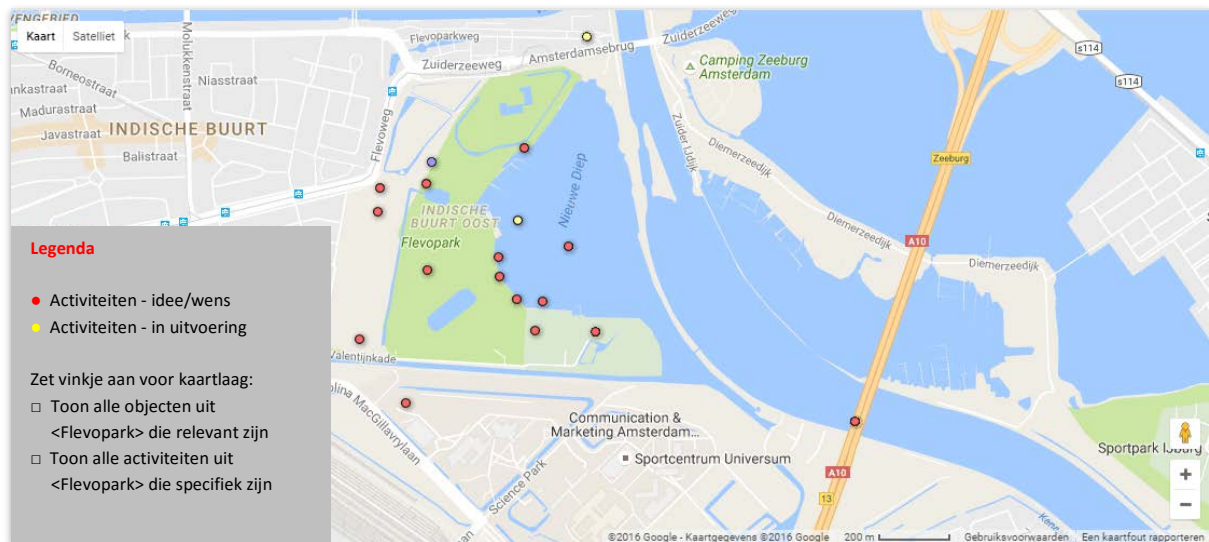 VENGEBIED
Kaart Satelliet
Flevoparkweg
Amsterdamsebrug
Zuiderzeeweg
Zuiderzeeweg
s114
s114
Molukkenstraat
Borneostraat
Niasstraat
nkastraat
Madurastraat
Javastraat
INDISCHE BUURT
Balistraat
Flevoweg
Camping Zeeburg
Amsterdam
Zuider IJdijk
Diemerzeedijk
Zeeburg
Nieuwe Diep
INDISCHE
BUURT OOST
Flevopark
Diemerzeedijk
A10
Diemerzeedijk
Legenda
● Activiteiten - idee/wens
● Activiteiten - in uitvoering
Zet vinkje aan voor kaartlaag:
□ Toon alle objecten uit
<Flevopark> die relevant zijn
□ Toon alle activiteiten uit
<Flevopark> die specifiek zijn
Valentijnkade
olina MacGillavrylaan
Communication &
Marketing Amsterdam...
Sportcentrum Universum
Science Park
A10
13
Sportpark IJburg
+
−
©2016 Google - Kaartgegevens ©2016 Google 200 m Gebruiksvoorwaarden Een kaartfout rapporteren